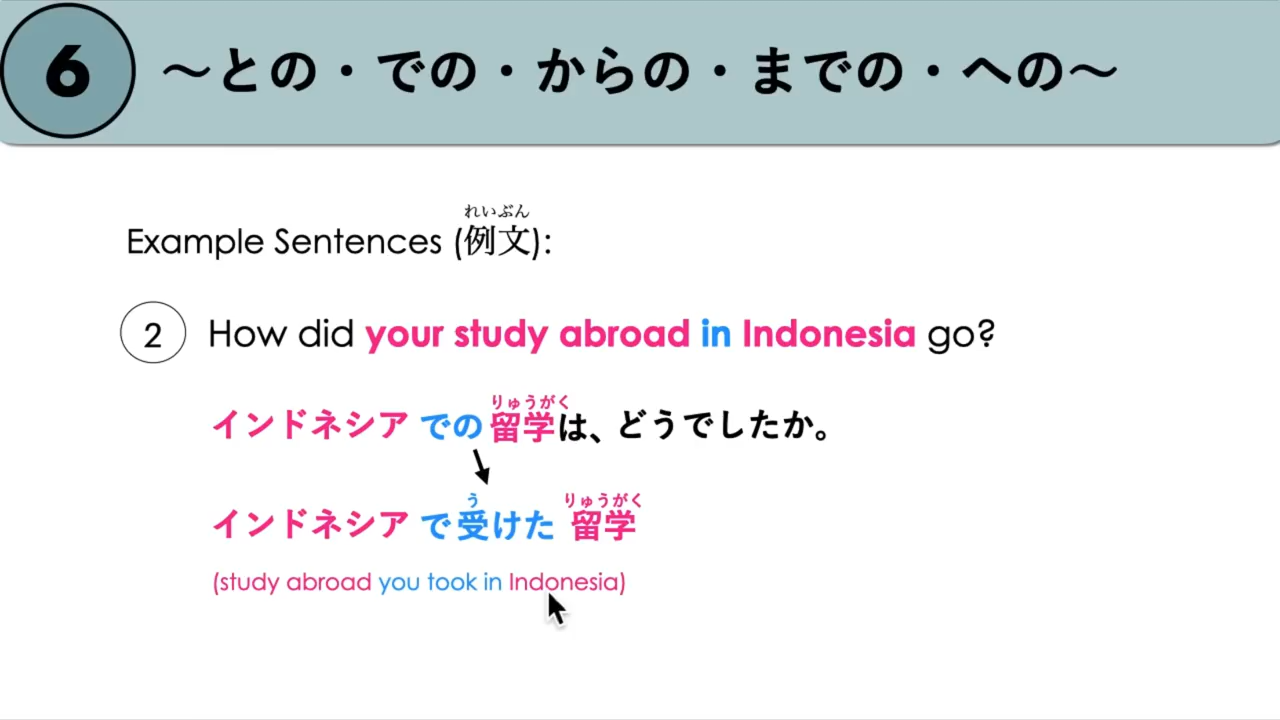 6 〜との・での・からの・までの・への〜
れいぶん
Example Sentences (例文):
2 How did your study abroad in Indonesia go?
りゅうがく
インドネシア での 留学は、どうでしたか。
う りゅうがく
インドネシア で受けた 留学
(study abroad you took in Indonesia)